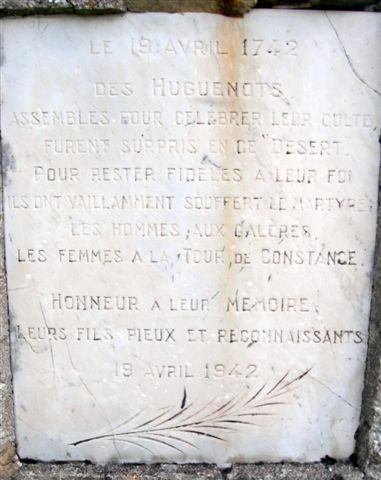 LE 19 AVRIL 1742
DES HUGUENOTS
ASSEMBLÉS POUR CÉLÉBRER LEUR CULTE
FURENT SURPRIS EN CE "DÉSERT.
POUR RESTER FIDÈLES A LEUR FOI
ILS ONT VAILLAMMENT SOUFFERT LE MARTYRE:
LES HOMMES AUX GALÈRES,
LES FEMMES A LA TOUR DE CONSTANCE.
HONNEUR A LEUR MÉMOIRE.
LEURS FILS PIEUX ET RECONNAISSANTS
19 AVRIL 1942